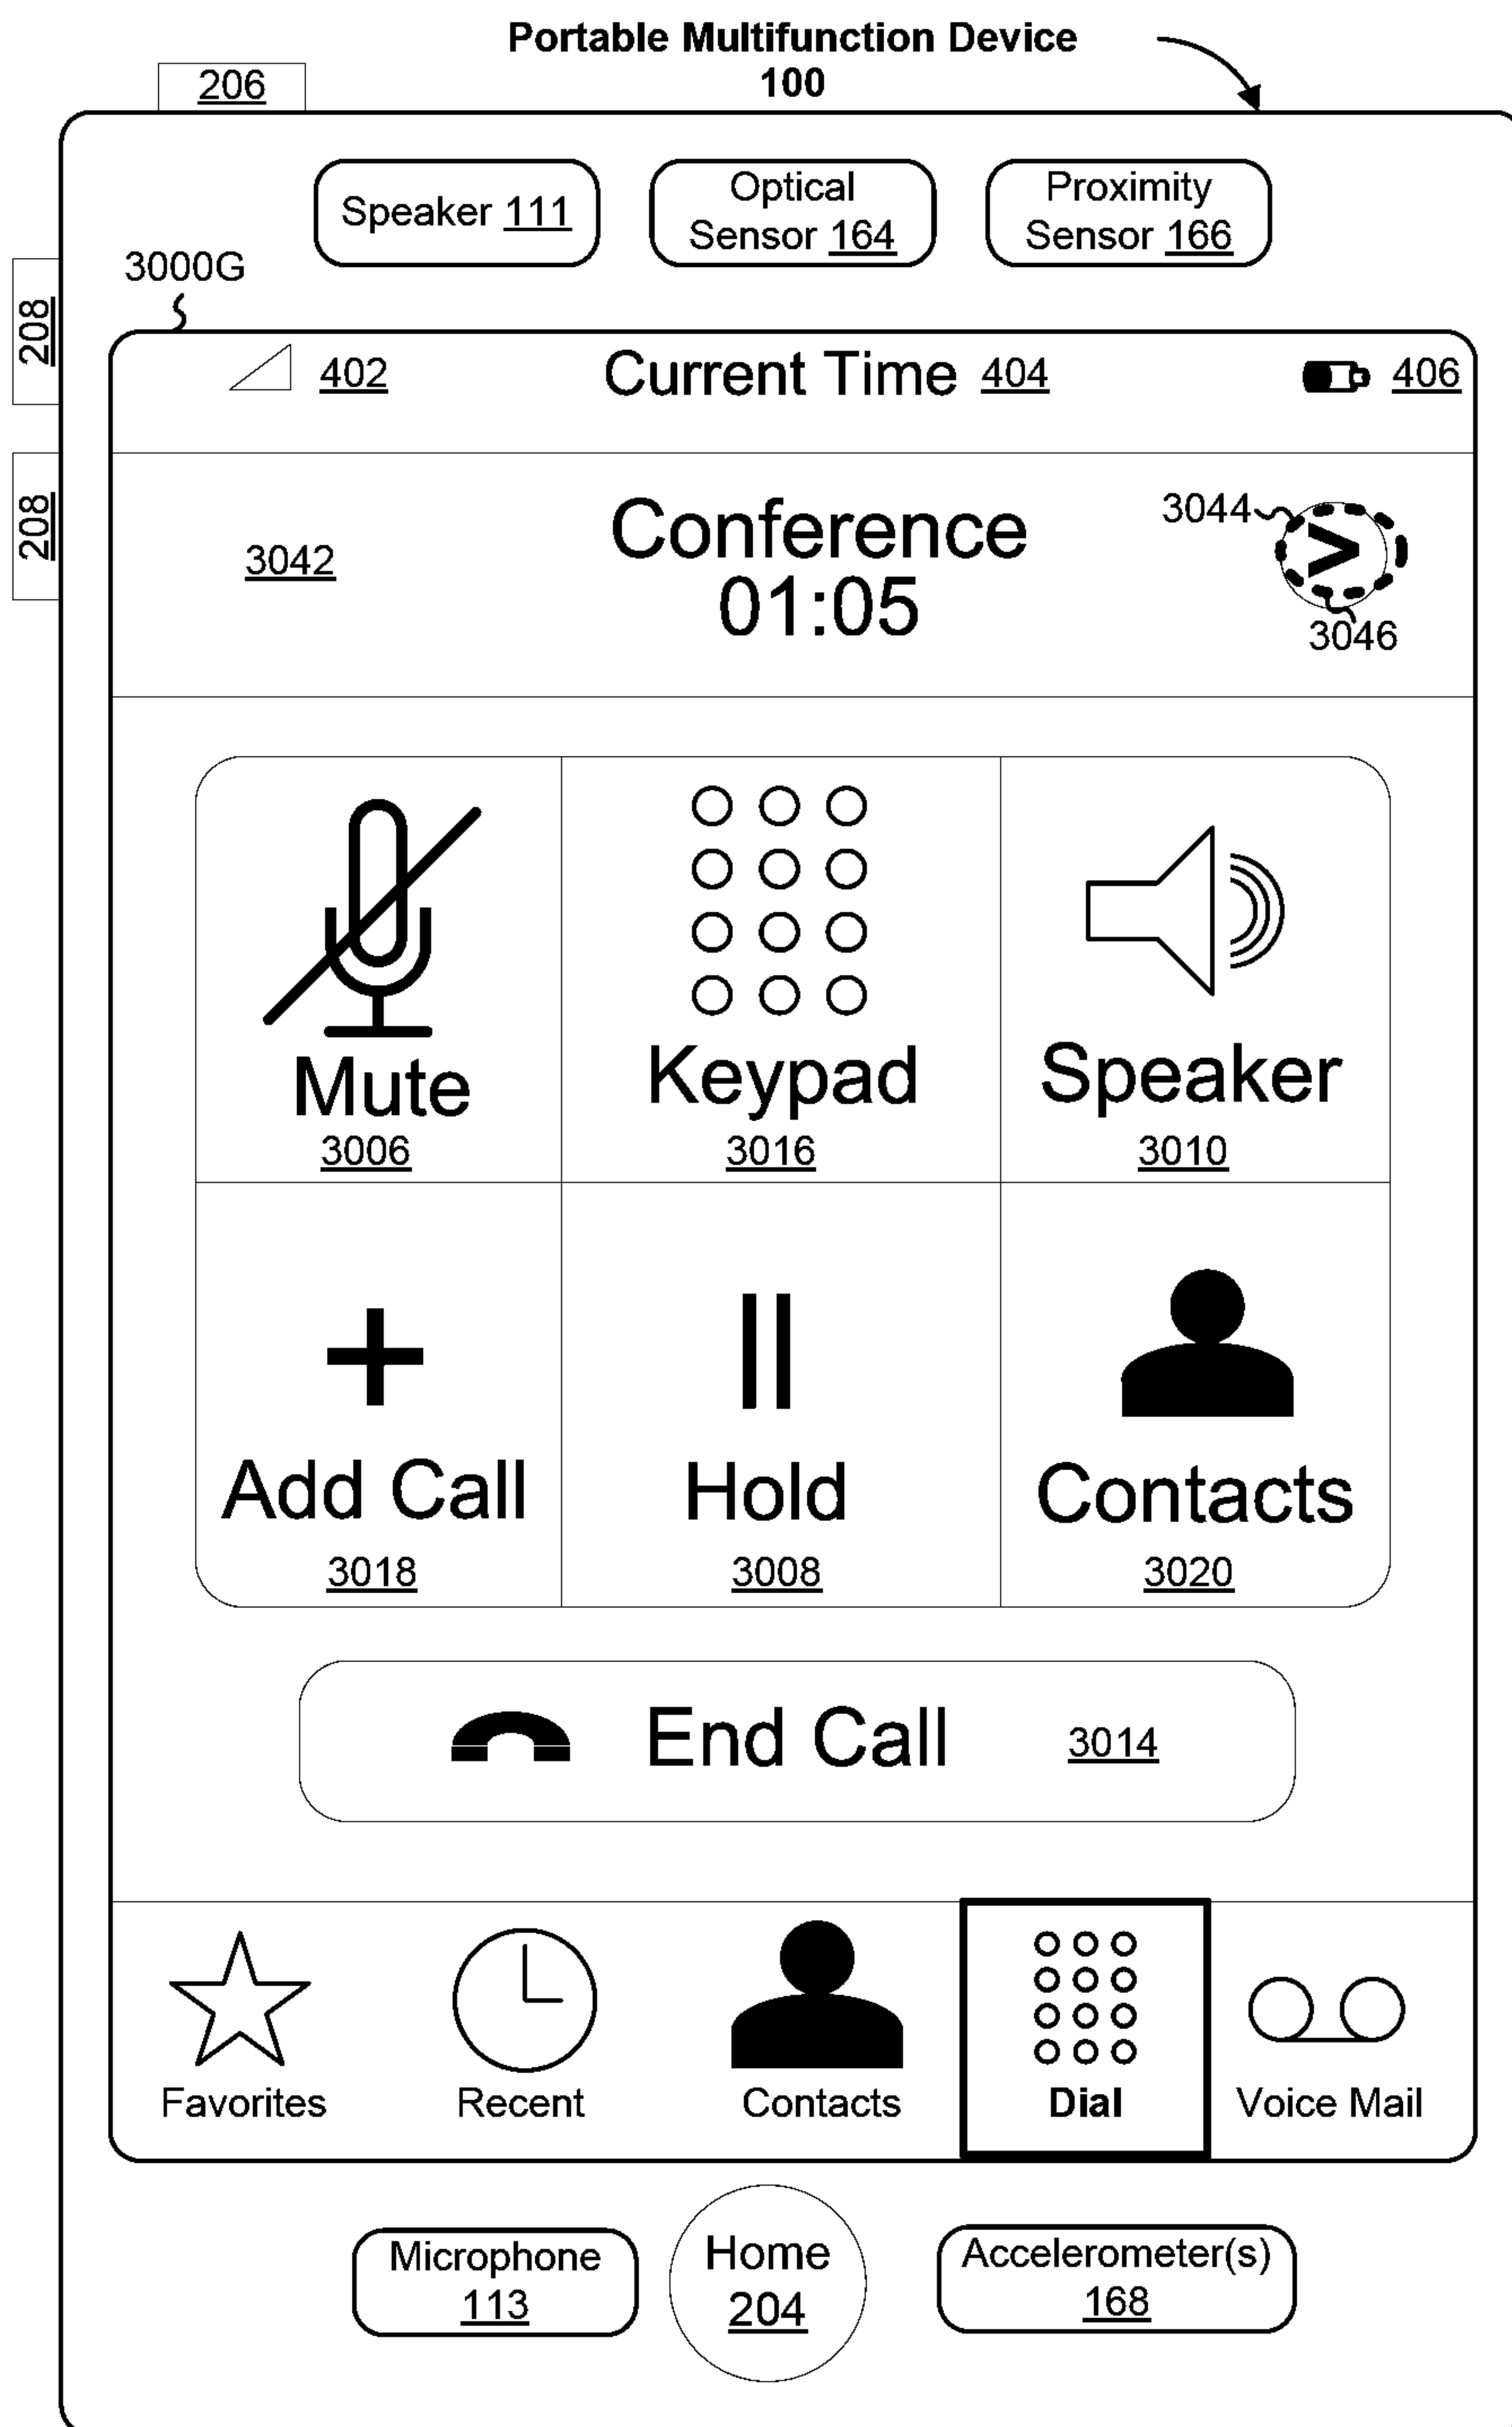 Portable Multifunction Device
100
206
Speaker 111
Optical
Sensor 164
Proximity
Sensor 166
3000G
208
208
402
Current Time 404
406
3042
Conference
01:05
3044
>
3046
Mute
3006
Keypad
3016
Speaker
3010
Add Call
3018
Hold
3008
Contacts
3020
End Call 3014
Favorites
Recent
Contacts
Dial
Voice Mail
Microphone
113
Home
204
Accelerometer(s)
168